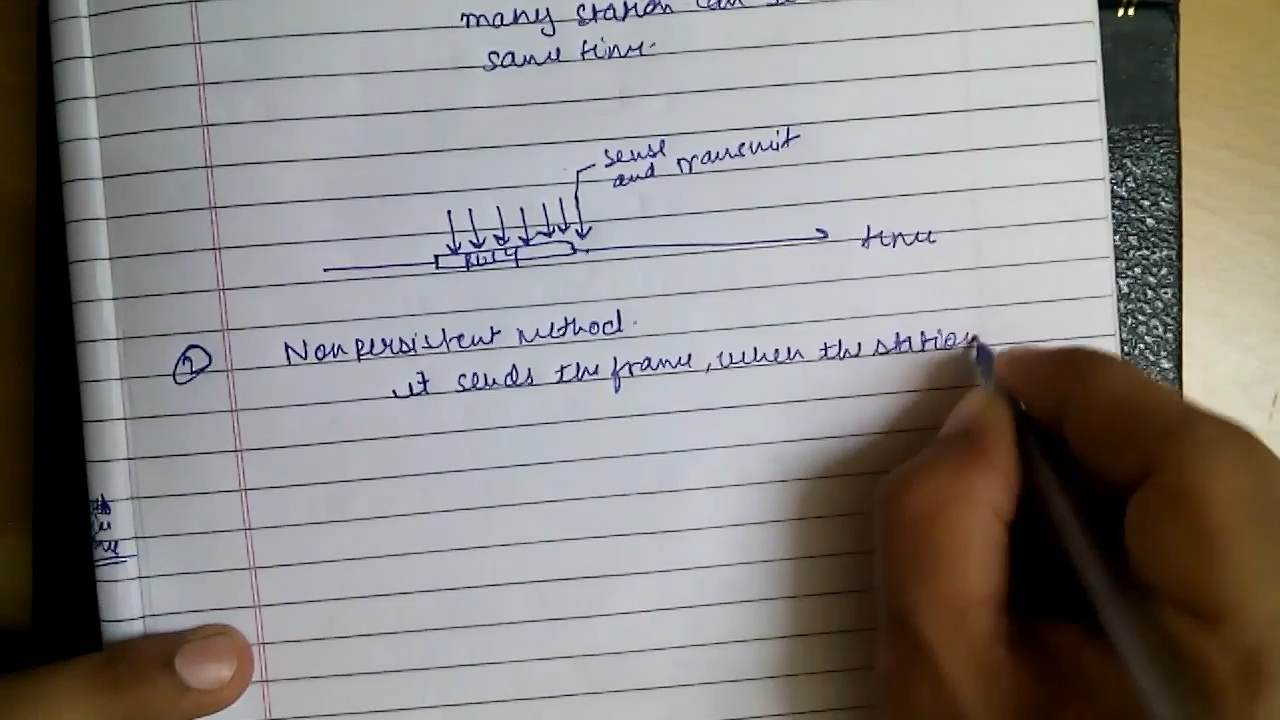 many station can
same time.
sense
and transmit
Busy
time
② Nonpersistent method.
it sends the frame, when the station